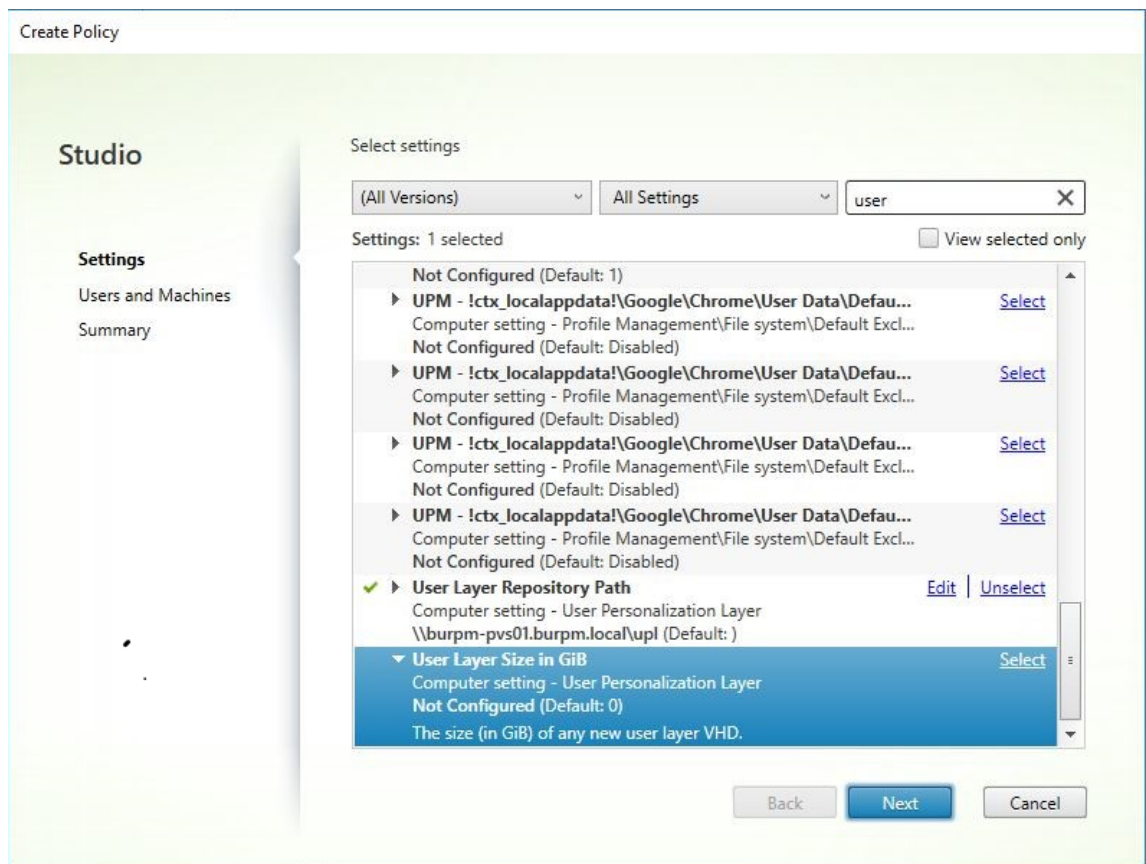 Create Policy
Studio
Settings
Users and Machines
Summary
Select settings
(All Versions)
All Settings
user
Settings: 1 selected
View selected only
Not Configured (Default: 1)
UPM - !ctx_localappdata!\Google\Chrome\User Data\Defau... Select
Computer setting - Profile Management\File system\Default Excl...
Not Configured (Default: Disabled)
UPM - !ctx_localappdata!\Google\Chrome\User Data\Defau... Select
Computer setting - Profile Management\File system\Default Excl...
Not Configured (Default: Disabled)
UPM - !ctx_localappdata!\Google\Chrome\User Data\Defau... Select
Computer setting - Profile Management\File system\Default Excl...
Not Configured (Default: Disabled)
UPM - !ctx_localappdata!\Google\Chrome\User Data\Defau... Select
Computer setting - Profile Management\File system\Default Excl...
Not Configured (Default: Disabled)
User Layer Repository Path Edit | Unselect
Computer setting - User Personalization Layer
\\burpm-pvs01.burpm.local\upl (Default: )
User Layer Size in GiB Select
Computer setting - User Personalization Layer
Not Configured (Default: 0)
The size (in GiB) of any new user layer VHD.
Back Next Cancel